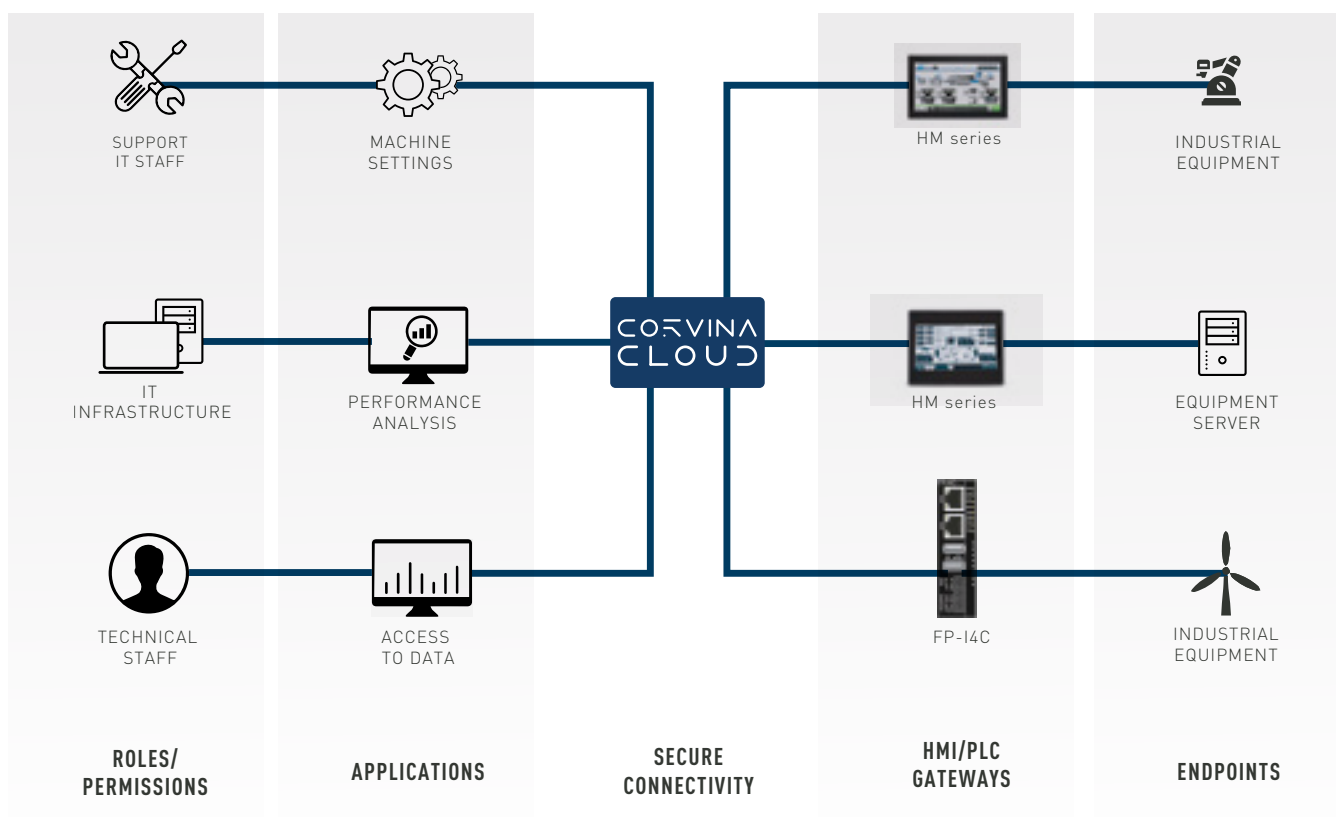 SUPPORT
IT STAFF
MACHINE
SETTINGS
HM series
INDUSTRIAL
EQUIPMENT
IT
INFRASTRUCTURE
PERFORMANCE
ANALYSIS
CORVINA
CLOUD
HM series
EQUIPMENT
SERVER
TECHNICAL
STAFF
ACCESS
TO DATA
FP-I4C
INDUSTRIAL
EQUIPMENT
ROLES/
PERMISSIONS
APPLICATIONS
SECURE
CONNECTIVITY
HMI/PLC
GATEWAYS
ENDPOINTS